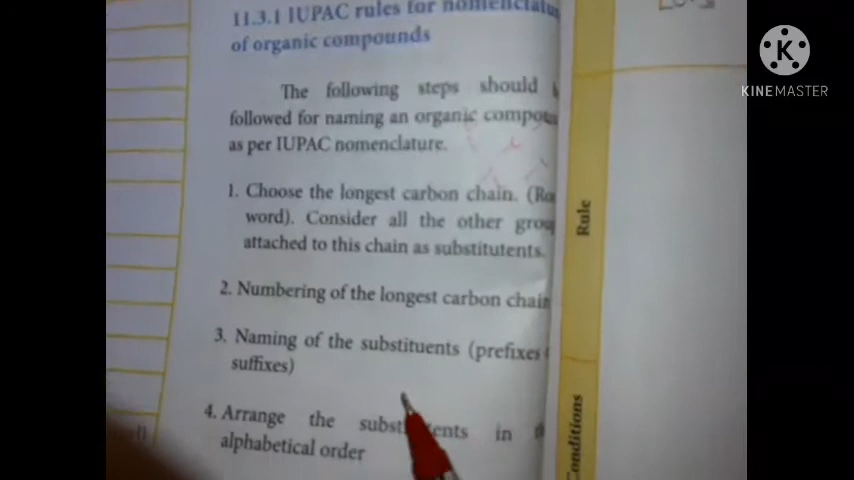 11.3.1 IUPAC rules for
of organic compounds
The following steps should
followed for naming an organic
as per IUPAC nomenclature.
1. Choose the longest carbon chain.
word). Consider all the other
attached to this chain as substitutents.
2. Numbering of the longest carbon chain
3. Naming of the substituents (prefixes
suffixes)
4. Arrange the in
alphabetical order
Rule
K
KINEMASTER